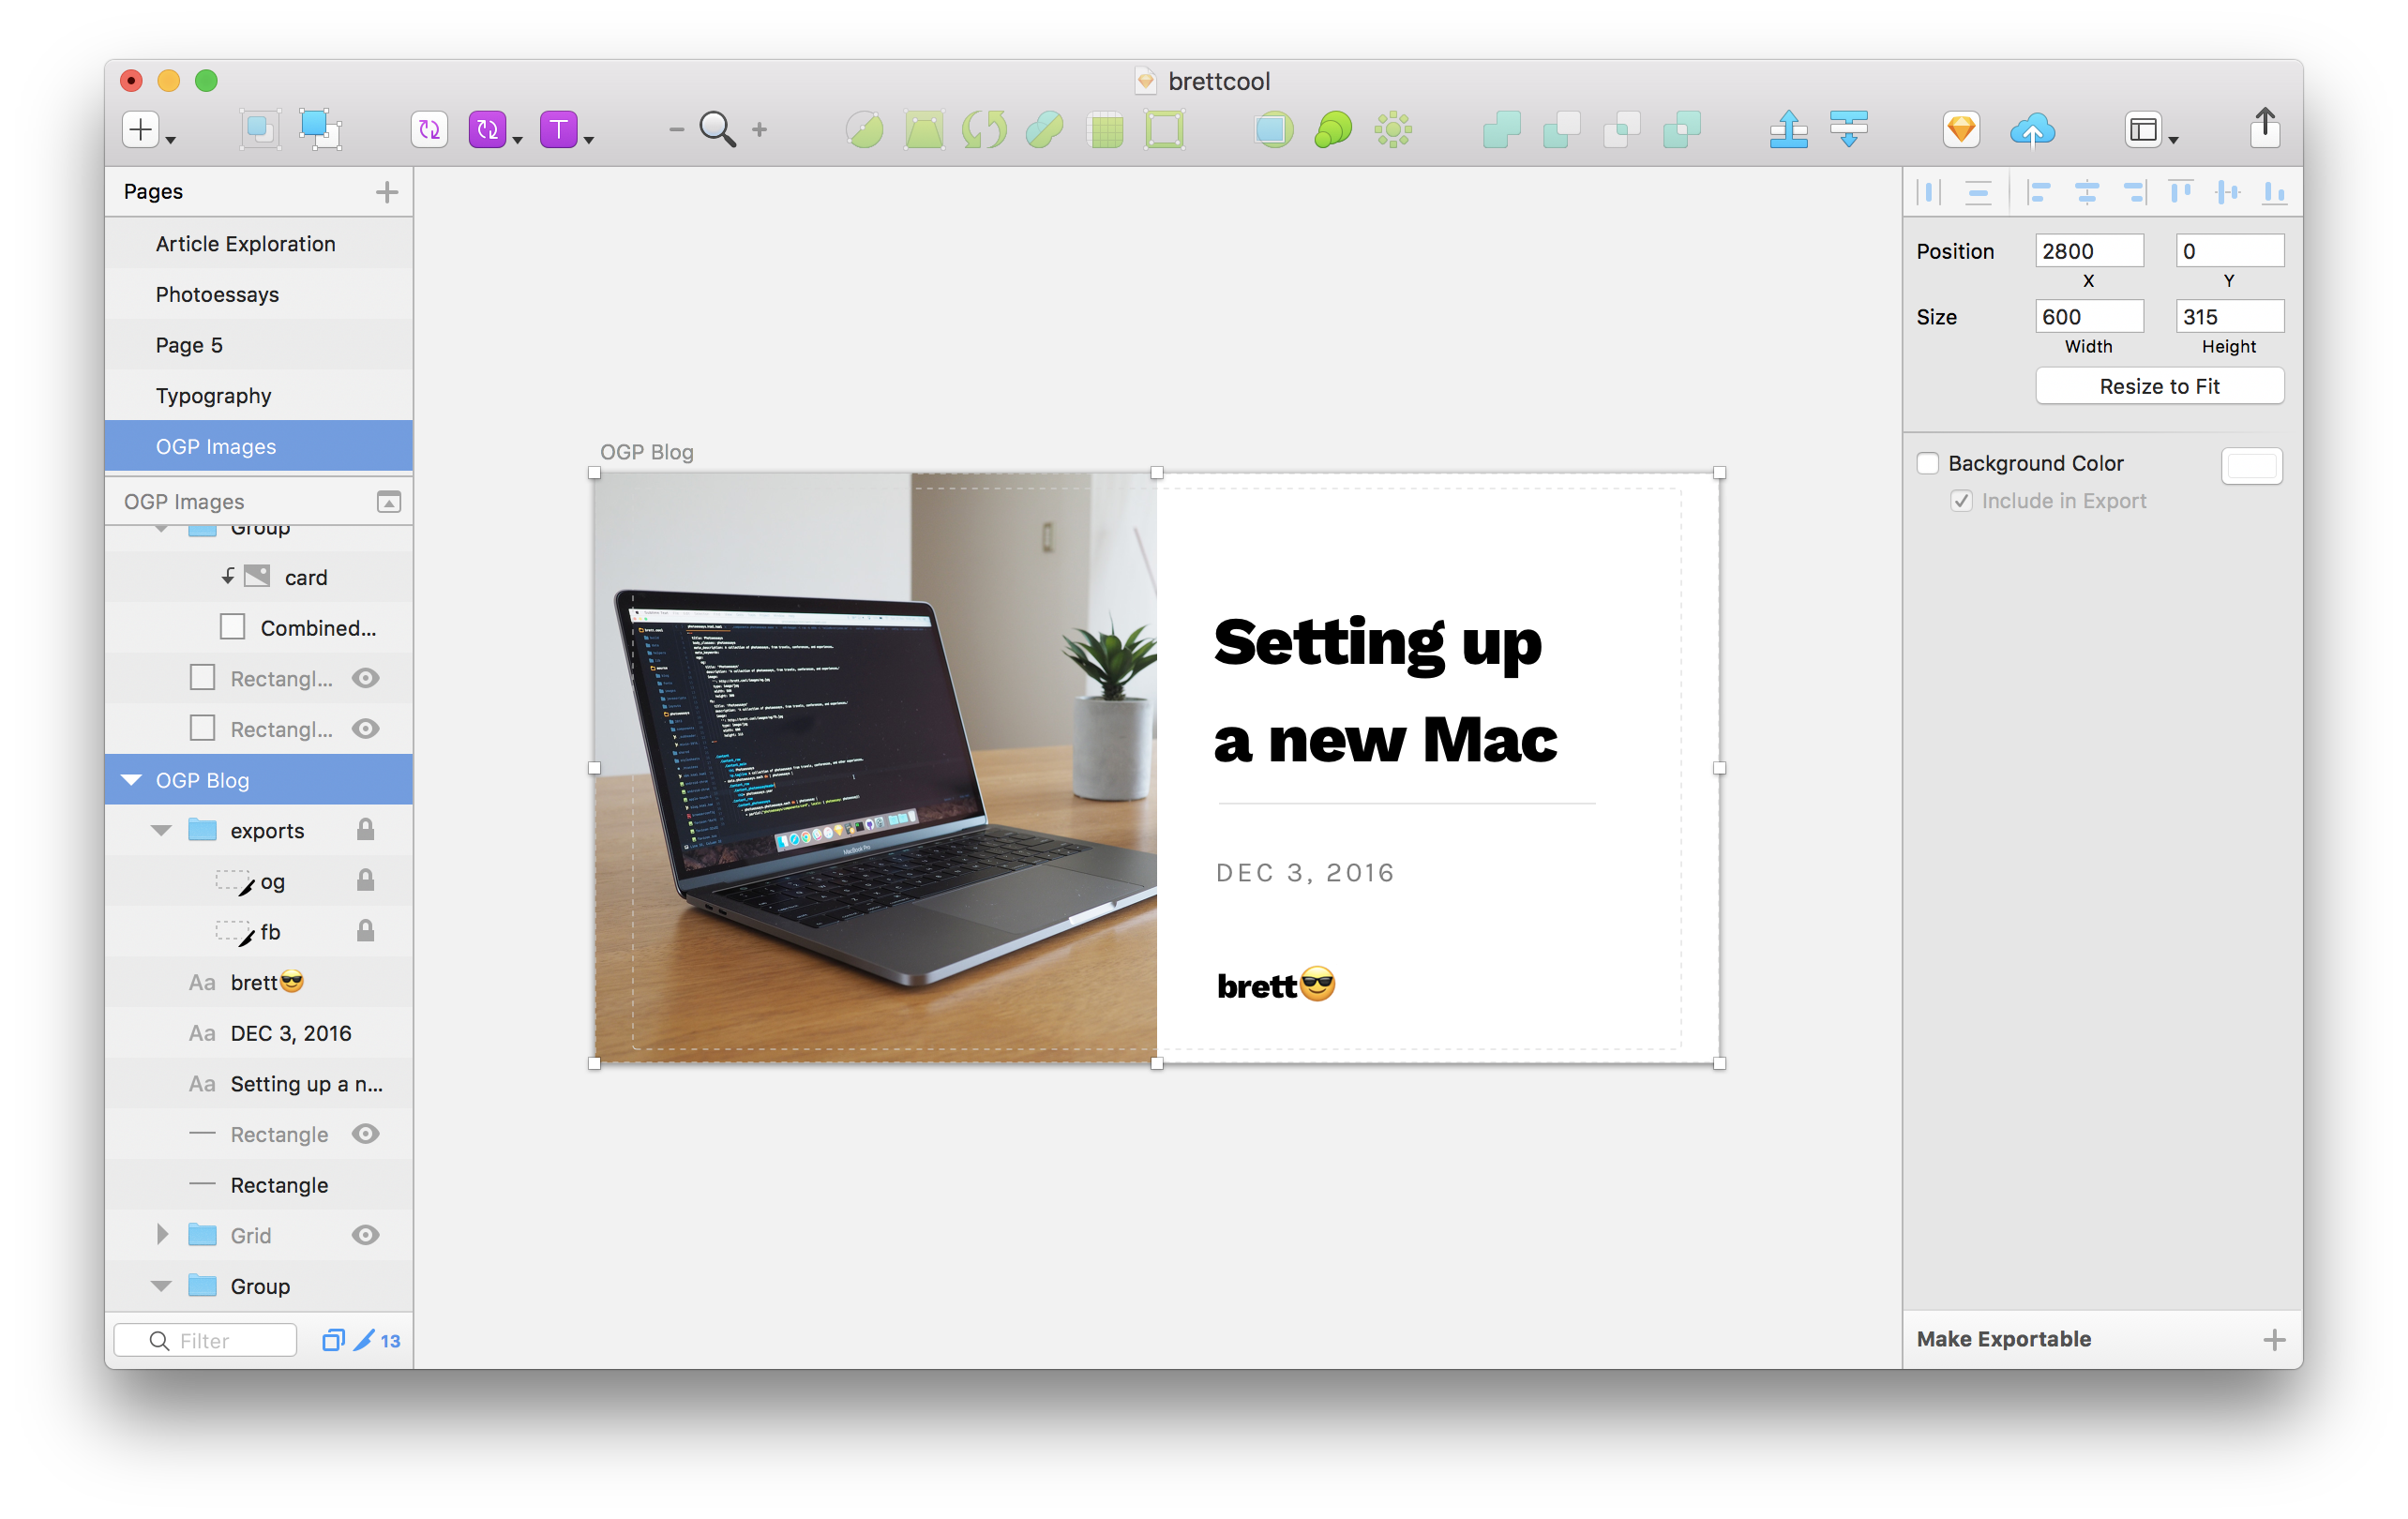 brettcool
Pages
Article Exploration
Photoessays
Page 5
Typography
OGP Images
OGP Images
Group
card
Combined...
Rectangl...
Rectangl...
OGP Blog
exports
og
fb
Aa brett😎
Aa DEC 3, 2016
Aa Setting up a n...
Rectangle
Rectangle
Grid
Group
Filter
13
OGP Blog
MacBook Pro
Setting up
a new Mac
DEC 3, 2016
brett😎
Position 2800 0
X Y
Size 600 315
Width Height
Resize to Fit
Background Color
Include in Export
Make Exportable